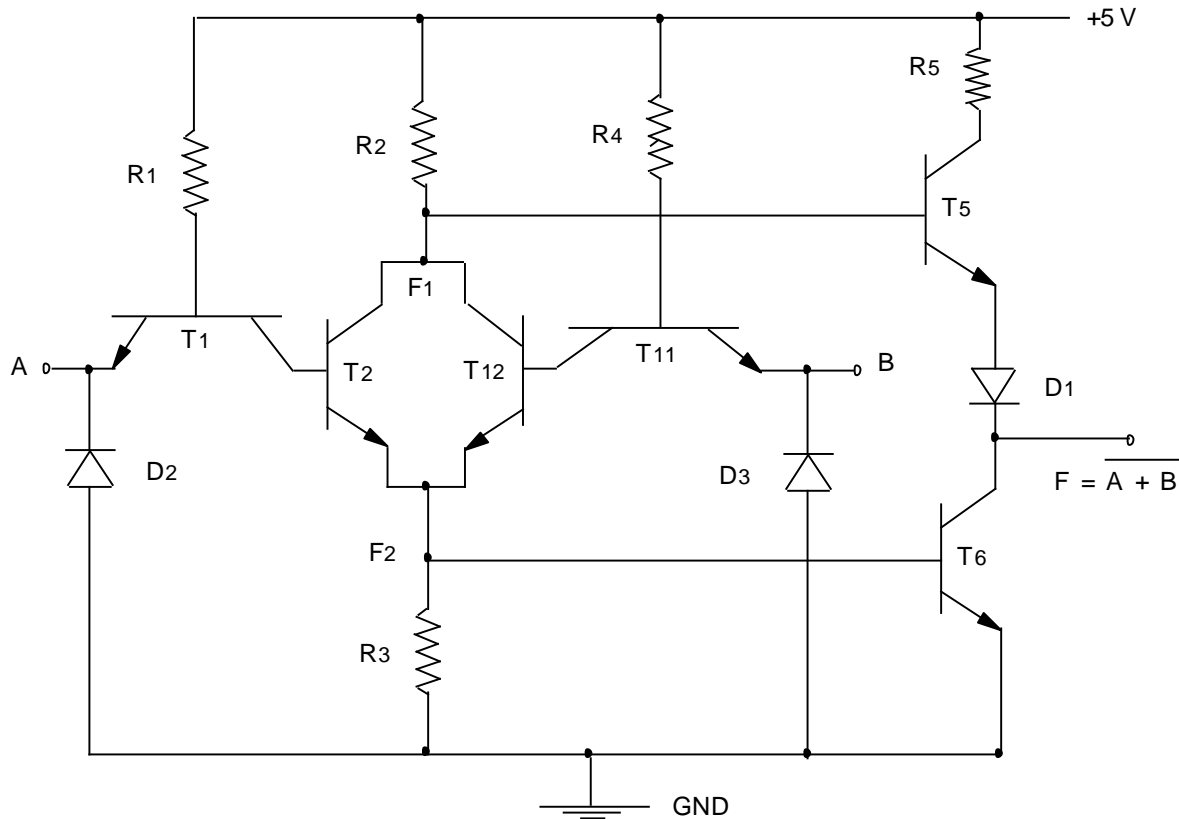 +5 V
R5
R2
R4
R1
T5
F1
T1
T11
A
T2
T12
B
D1
D2
D3
F = A + B
F2
T6
R3
GND